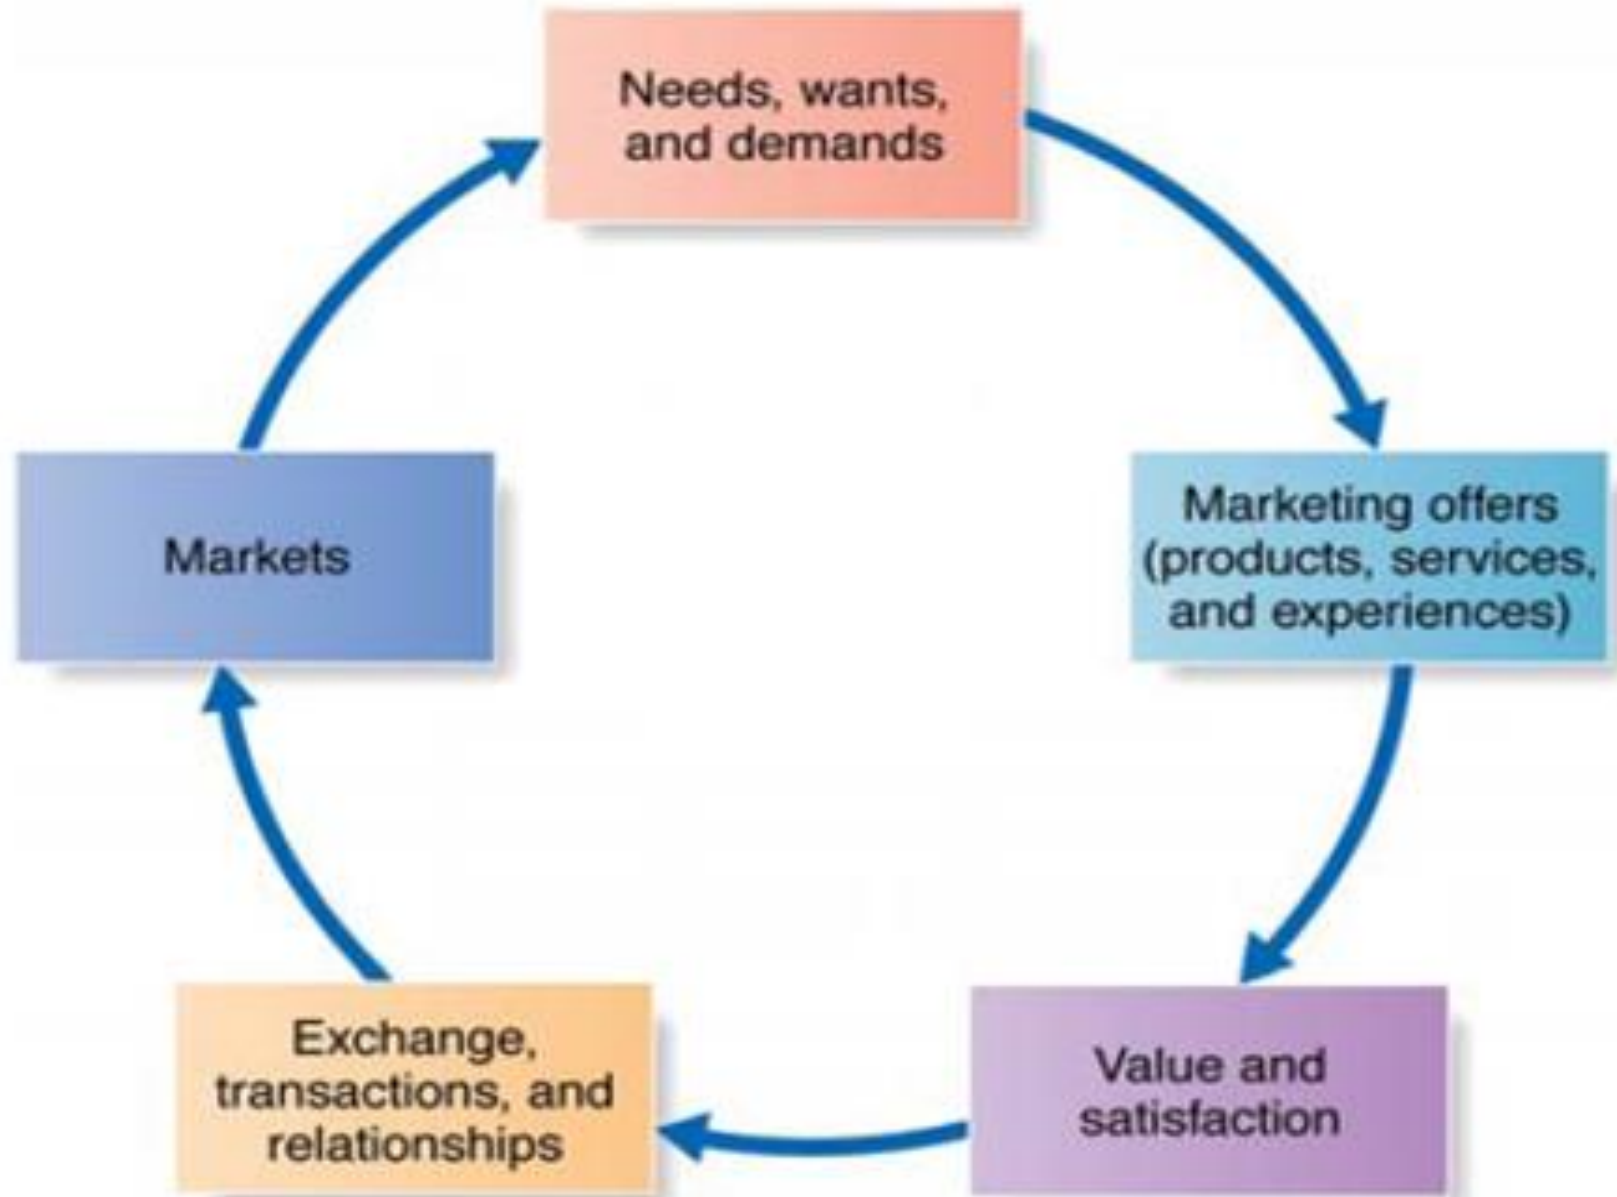 Needs, wants,
and demands
Marketing offers
(products, services,
and experiences)
Value and
satisfaction
Exchange,
transactions, and
relationships
Markets